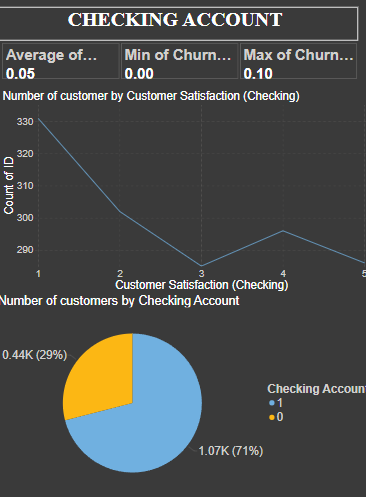 CHECKING ACCOUNT
Average of... Min of Churn... Max of Churn...
0.05 0.00 0.10
Number of customer by Customer Satisfaction (Checking)
330
320
310
300
290
Count of ID
1 2 3 4 5
Customer Satisfaction (Checking)
Number of customers by Checking Account
0.44K (29%)
Checking Account
1
0
1.07K (71%)